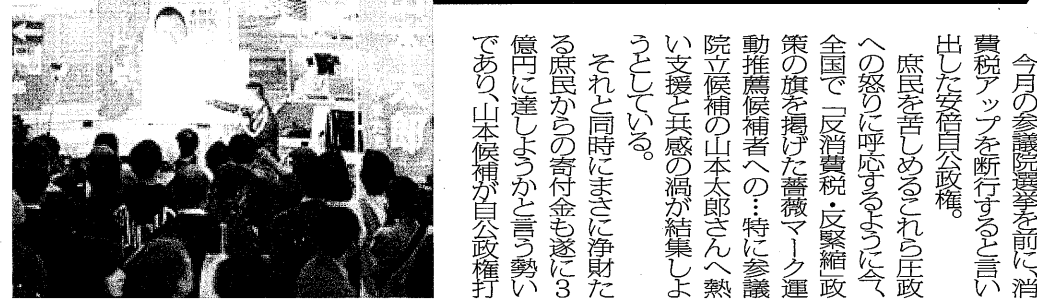 今月の参議院選挙を前に、消
費税アップを断行すると言い
出した安倍自公政権。
庶民を苦しめるこれら圧政
への怒りに呼応するように今、
全国で「反消費税・反緊縮」政
策の旗を掲げた薔薇マーク運
動推薦候補者への…特に参議
院立候補の山本太郎さんへ熱
い支援と共感の渦が結集しよ
うとしている。
それと同時にまさに浄財た
る庶民からの寄付金も遂に3
億円に達しようかと言う勢い
であり、山本候補が自公政権打